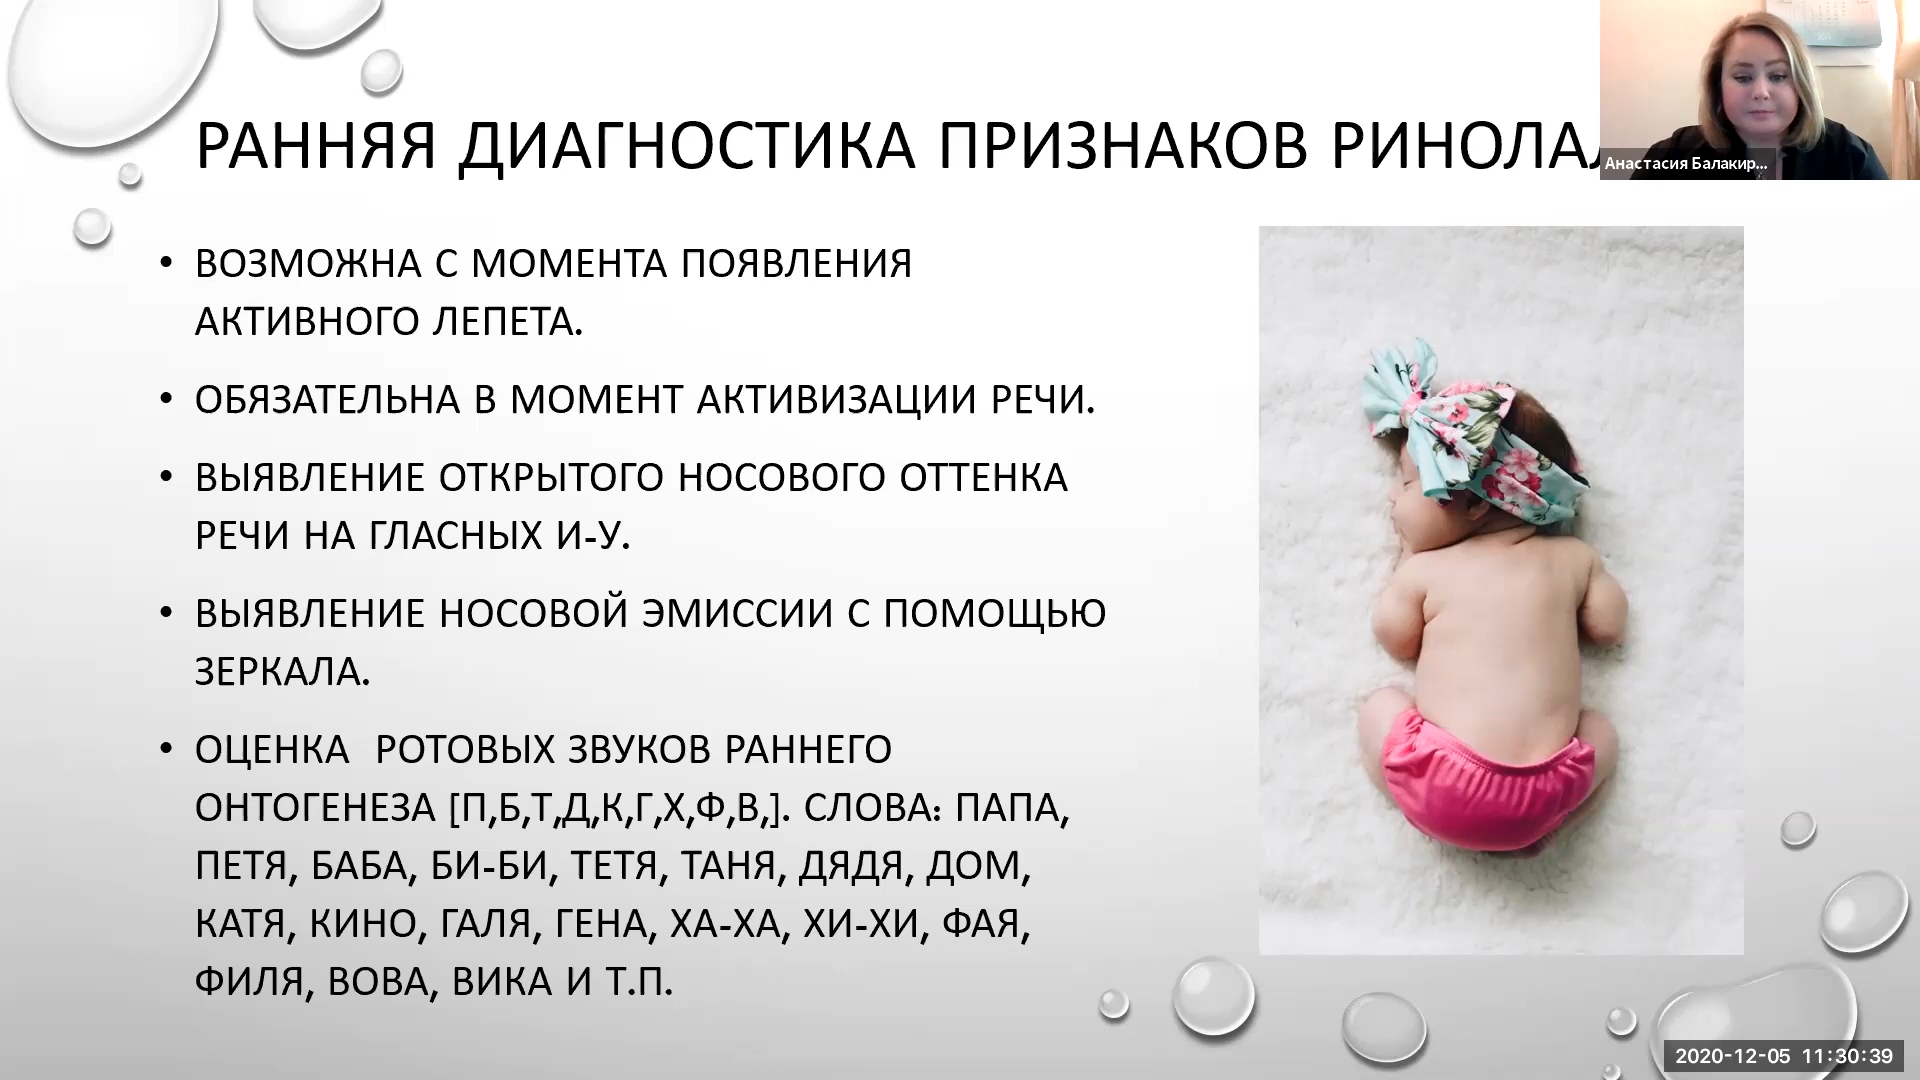 РАННЯЯ ДИАГНОСТИКА ПРИЗНАКОВ
Анастасия Балакир...
• ВОЗМОЖНА С МОМЕНТА ПОЯВЛЕНИЯ
АКТИВНОГО ЛЕПЕТА.
• ОБЯЗАТЕЛЬНА В МОМЕНТ АКТИВИЗАЦИИ РЕЧИ.
• ВЫЯВЛЕНИЕ ОТКРЫТОГО НОСОВОГО ОТТЕНКА
РЕЧИ НА ГЛАСНЫХ И-У.
• ВЫЯВЛЕНИЕ НОСОВОЙ ЭМИССИИ С ПОМОЩЬЮ
ЗЕРКАЛА.
• ОЦЕНКА РОТОВЫХ ЗВУКОВ РАННЕГО
ОНТОГЕНЕЗА [П,Б,Т,Д,К,Г,Х,Ф,В,]. СЛОВА: ПАПА,
ПЕТЯ, БАБА, БИ-БИ, ТЕТЯ, ТАНЯ, ДЯДЯ, ДОМ,
КАТЯ, КИНО, ГАЛЯ, ГЕНА, ХА-ХА, ХИ-ХИ, ФАЯ,
ФИЛЯ, ВОВА, ВИКА И Т.П.
2020-12-05 11:30:39